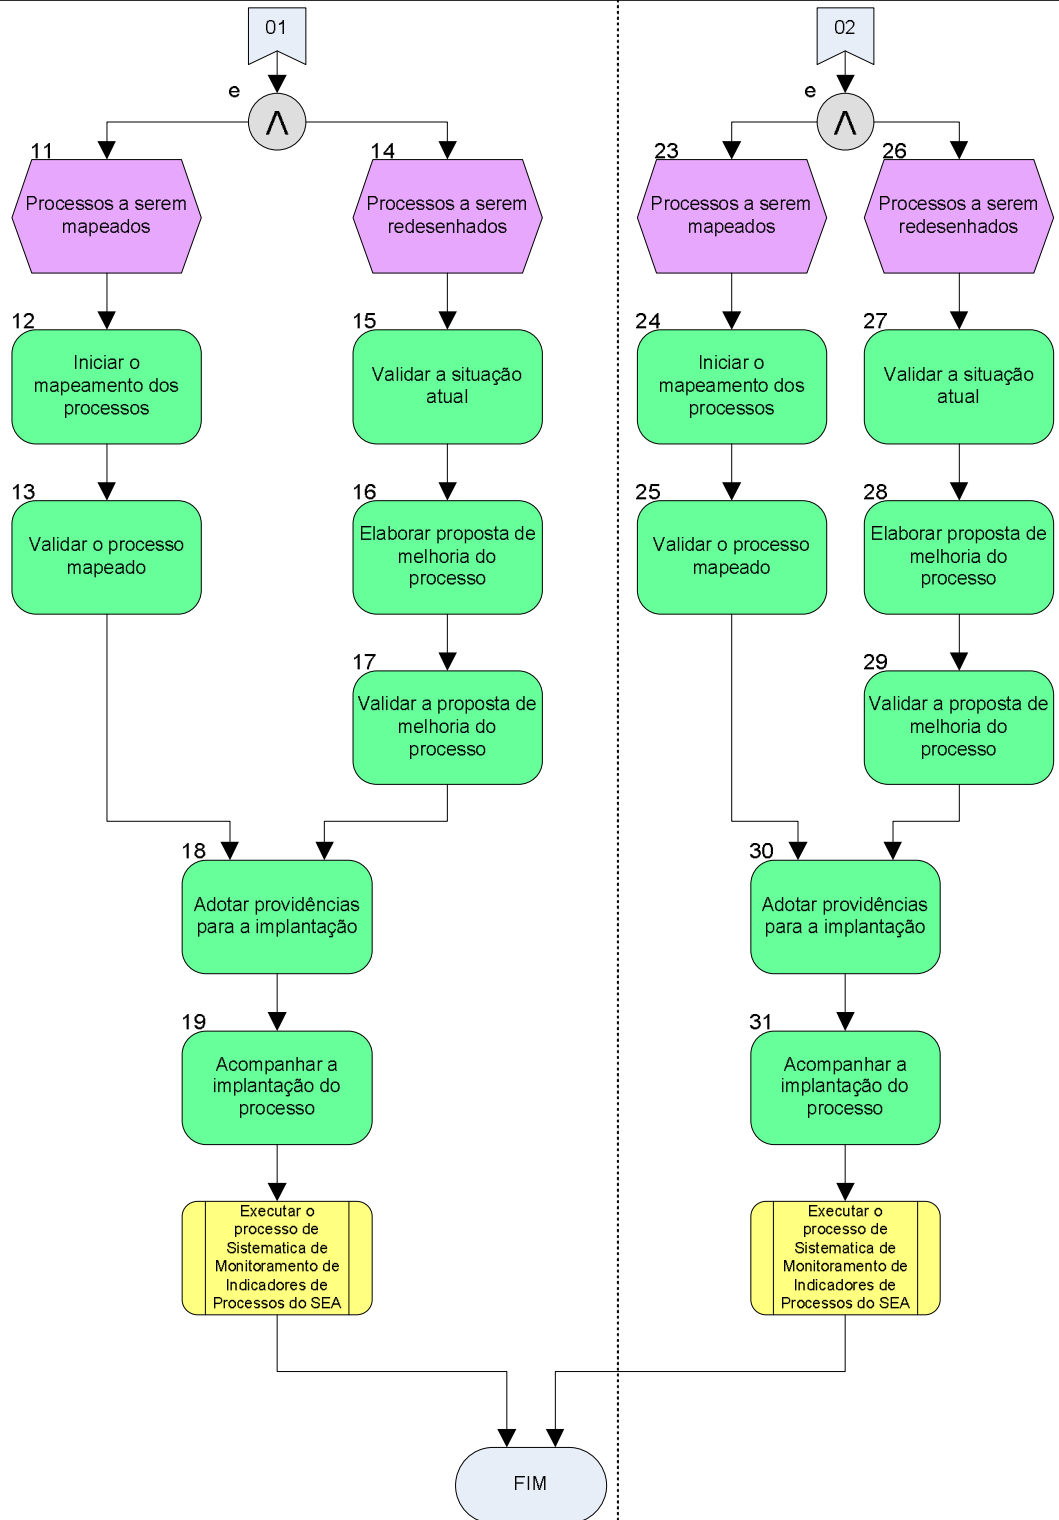 01
e
Λ
11
Processos a serem
mapeados
14
Processos a serem
redesenhados
12
Iniciar o
mapeamento dos
processos
15
Validar a situação
atual
13
Validar o processo
mapeado
16
Elaborar proposta de
melhoria do
processo
17
Validar a proposta de
melhoria do
processo
18
Adotar providências
para a implantação
19
Acompanhar a
implantação do
processo
Executar o
processo de
Sistematica de
Monitoramento de
Indicadores de
Processos do SEA
02
e
Λ
23
Processos a serem
mapeados
26
Processos a serem
redesenhados
24
Iniciar o
mapeamento dos
processos
27
Validar a situação
atual
25
Validar o processo
mapeado
28
Elaborar proposta de
melhoria do
processo
29
Validar a proposta de
melhoria do
processo
30
Adotar providências
para a implantação
31
Acompanhar a
implantação do
processo
Executar o
processo de
Sistematica de
Monitoramento de
Indicadores de
Processos do SEA
FIM